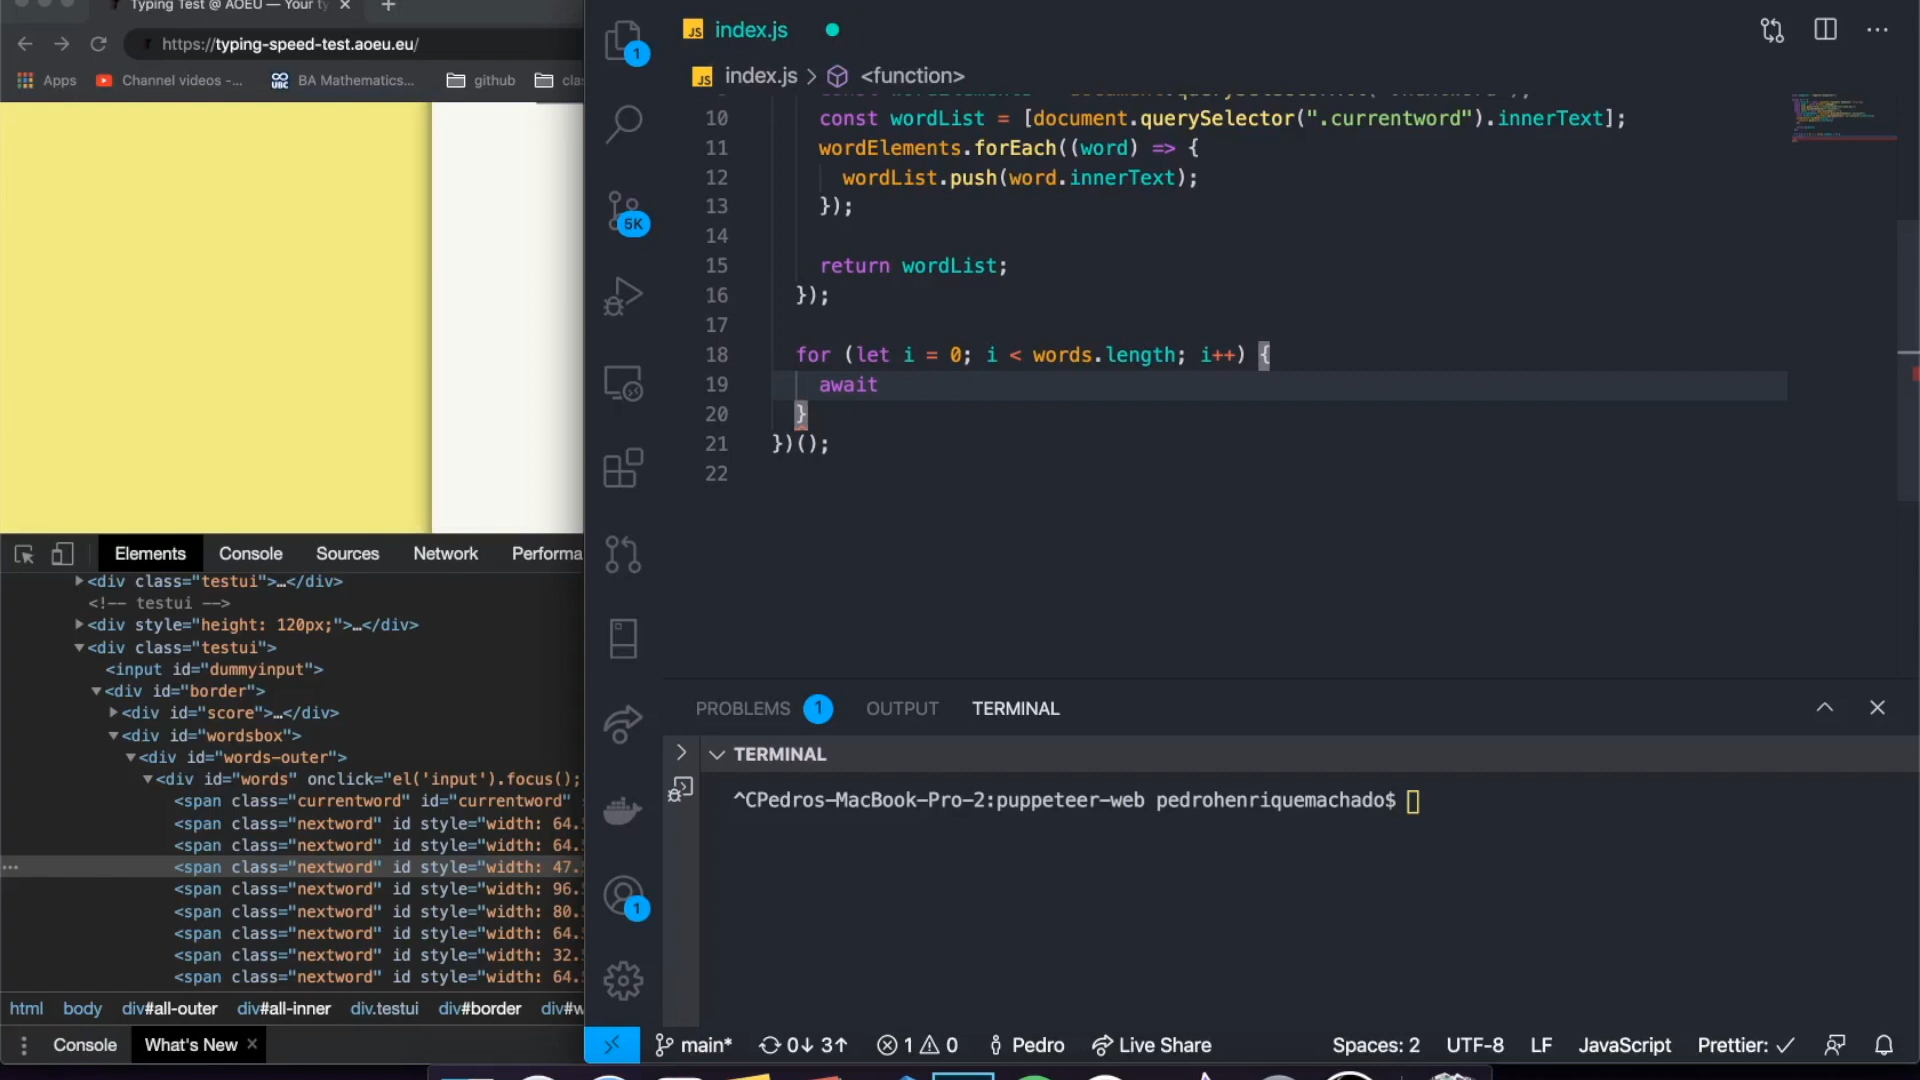 Typing Test @ AOEU — Your ty
https://typing-speed-test.aoeu.eu/
Apps
Channel videos -...
UBC
BA Mathematics...
github
cla
Elements
Console
Sources
Network
Performa
<div class="testui">…</div>
<!-- testui -->
<div style="height: 120px;">…</div>
<div class="testui">
<input id="dummyinput">
<div id="border">
<div id="score">…</div>
<div id="wordsbox">
<div id="words-outer">
<div id="words" onclick="el('input').focus();
<span class="currentword" id="currentword"
<span class="nextword" id style="width: 64.
<span class="nextword" id style="width: 64.
<span class="nextword" id style="width: 47.
<span class="nextword" id style="width: 96.
<span class="nextword" id style="width: 80.
<span class="nextword" id style="width: 64.
<span class="nextword" id style="width: 32.
<span class="nextword" id style="width: 64.
html body div#all-outer div#all-inner div.testui div#border div#w
Console
What's New
1
5K
1
JS index.js
JS index.js > <function>
10 const wordList = [document.querySelector(".currentword").innerText];
11 wordElements.forEach((word) => {
12 wordList.push(word.innerText);
13 });
14
15 return wordList;
16 });
17
18 for (let i = 0; i < words.length; i++) {
19 await
20 }
21 })();
22
PROBLEMS 1 OUTPUT TERMINAL
TERMINAL
^CPedros-MacBook-Pro-2:puppeteer-web pedrohenriquemachado$
main* 0↓ 3↑ 1 0 Pedro Live Share Spaces: 2 UTF-8 LF JavaScript Prettier: ✓